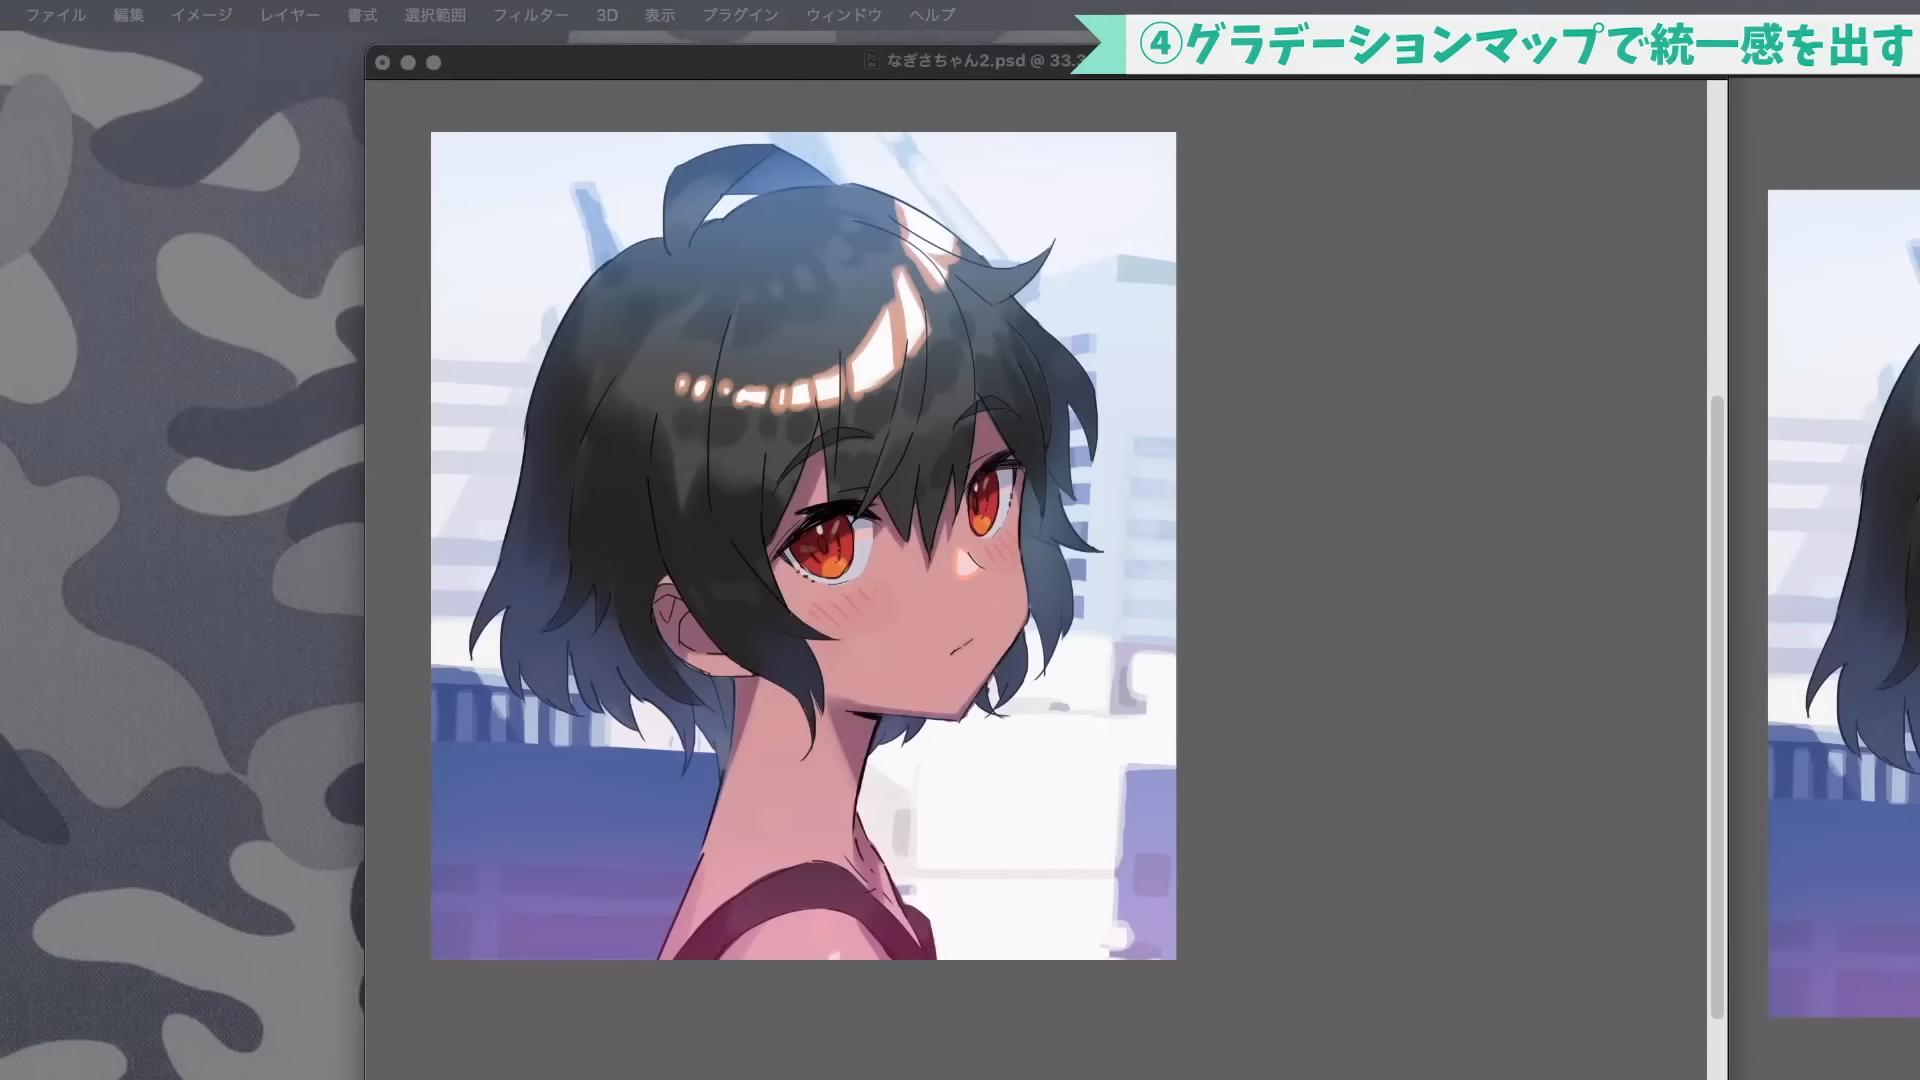 ファイル 編集 イメージ レイヤー 書式 選択範囲 フィルター 3D 表示 プラグイン ウィンドウ ヘルプ
④グラデーションマップで統一感を出す
なぎさちゃん2.psd @ 33.3